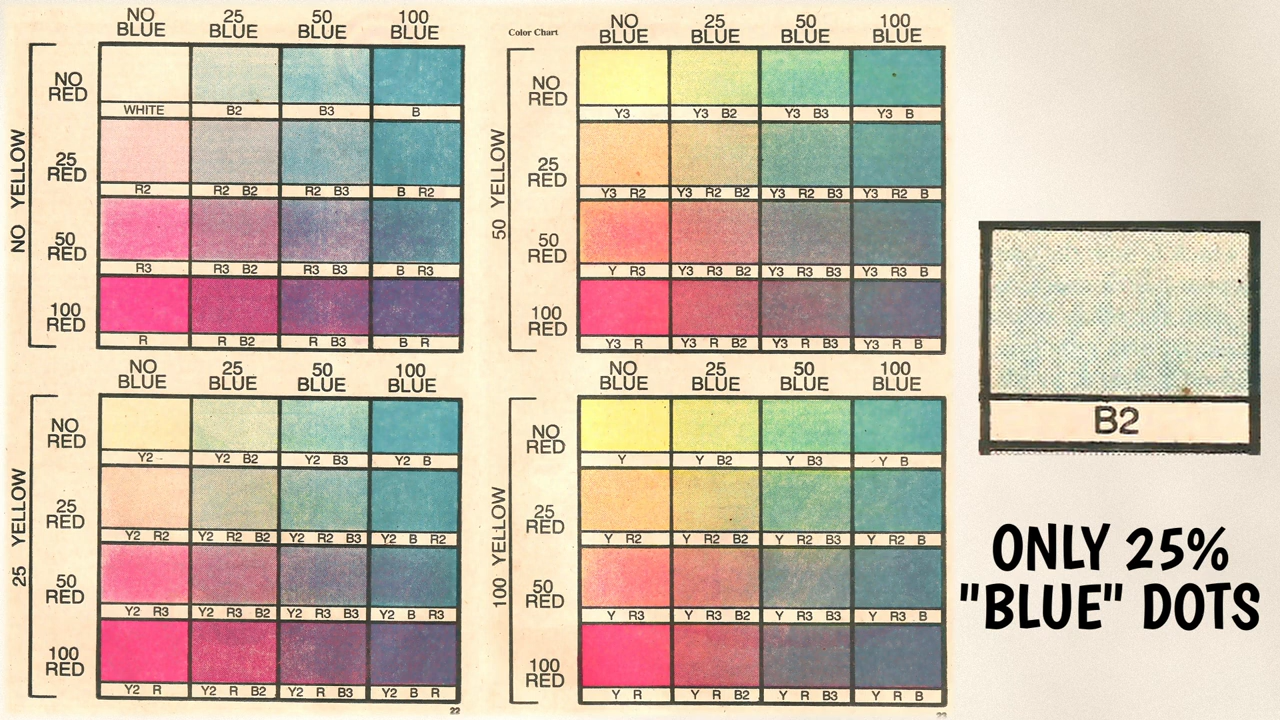 NO 25 50 100
BLUE BLUE BLUE BLUE
NO YELLOW
NO
RED
WHITE B2 B3 B
25
RED
R2 R2 B2 R2 B3 B R2
50
RED
R3 R3 B2 R3 B3 B R3
100
RED
R R B2 R B3 B R
NO 25 50 100
BLUE BLUE BLUE BLUE
25 YELLOW
NO
RED
Y2 Y2 B2 Y2 B3 Y2 B
25
RED
Y2 R2 Y2 R2 B2 Y2 R2 B3 Y2 B R2
50
RED
Y2 R3 Y2 R3 B2 Y2 R3 B3 Y2 B R3
100
RED
Y2 R Y2 R B2 Y2 R B3 Y2 B R
22
Color Chart
NO 25 50 100
BLUE BLUE BLUE BLUE
50 YELLOW
NO
RED
Y3 Y3 B2 Y3 B3 Y3 B
25
RED
Y3 R2 Y3 R2 B2 Y3 R2 B3 Y3 R2 B
50
RED
Y R3 Y3 R3 B2 Y3 R3 B3 Y3 R3 B
100
RED
Y3 R Y3 R B2 Y3 R B3 Y R B
NO 25 50 100
BLUE BLUE BLUE BLUE
100 YELLOW
NO
RED
Y Y B2 Y B3 Y B
25
RED
Y R2 Y R2 B2 Y R2 B3 Y R2 B
50
RED
Y R3 Y R3 B2 Y R3 B3 Y R3 B
100
RED
Y R Y R B2 Y R B3 Y R B
B2
ONLY 25%
"BLUE" DOTS